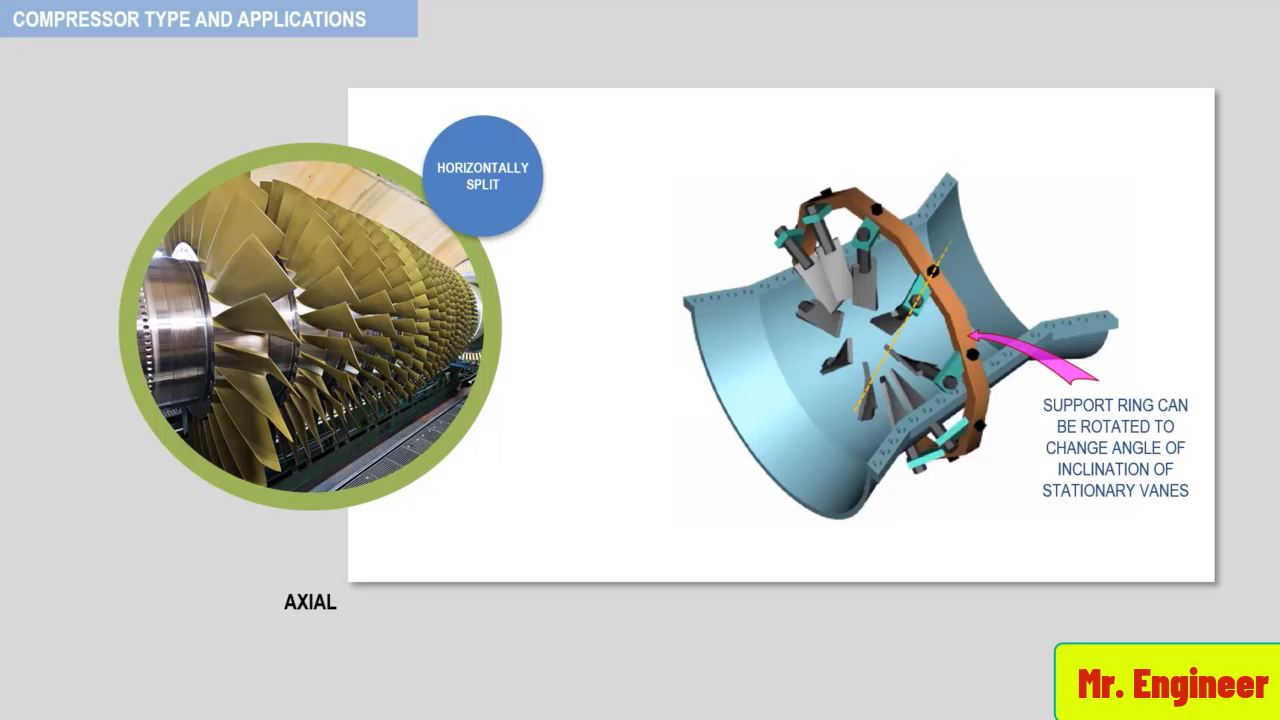 COMPRESSOR TYPE AND APPLICATIONS
HORIZONTALLY
SPLIT
SUPPORT RING CAN
BE ROTATED TO
CHANGE ANGLE OF
INCLINATION OF
STATIONARY VANES
AXIAL
Mr. Engineer